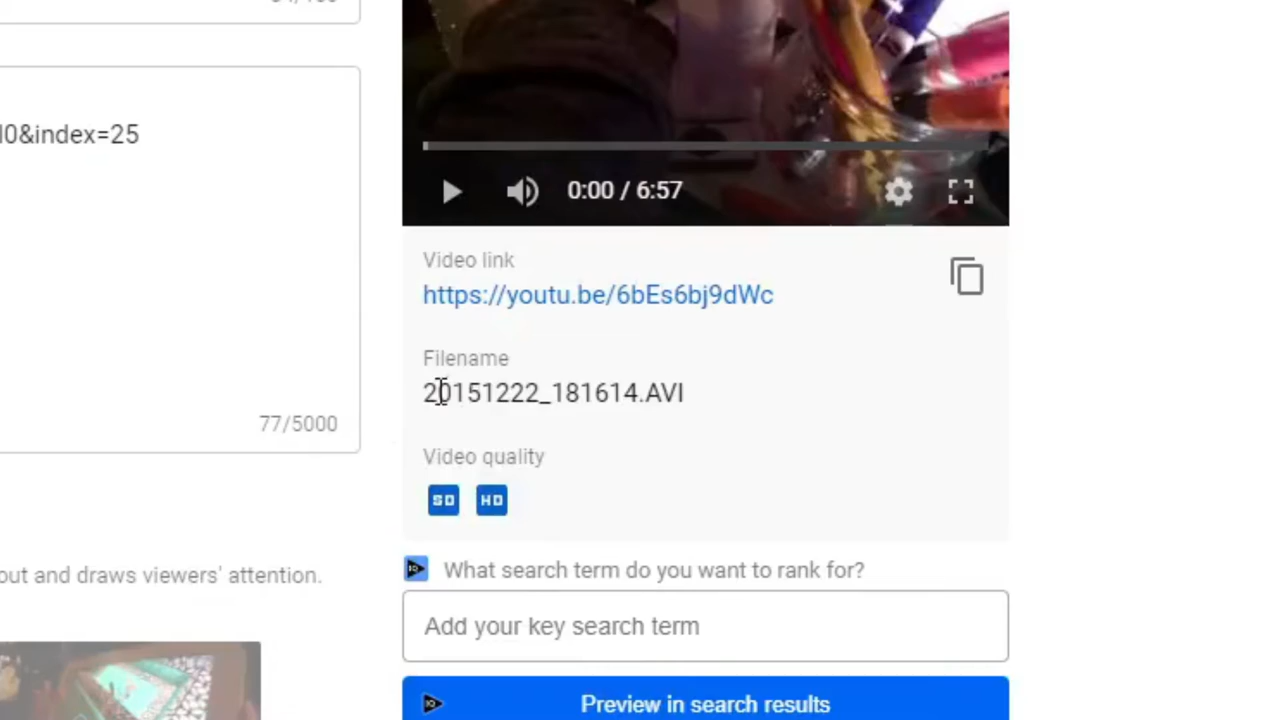 l0&index=25
77/5000
out and draws viewers' attention.
0:00 / 6:57
Video link
https://youtu.be/6bEs6bj9dWc
Filename
20151222_181614.AVI
Video quality
SD HD
What search term do you want to rank for?
Add your key search term
Preview in search results